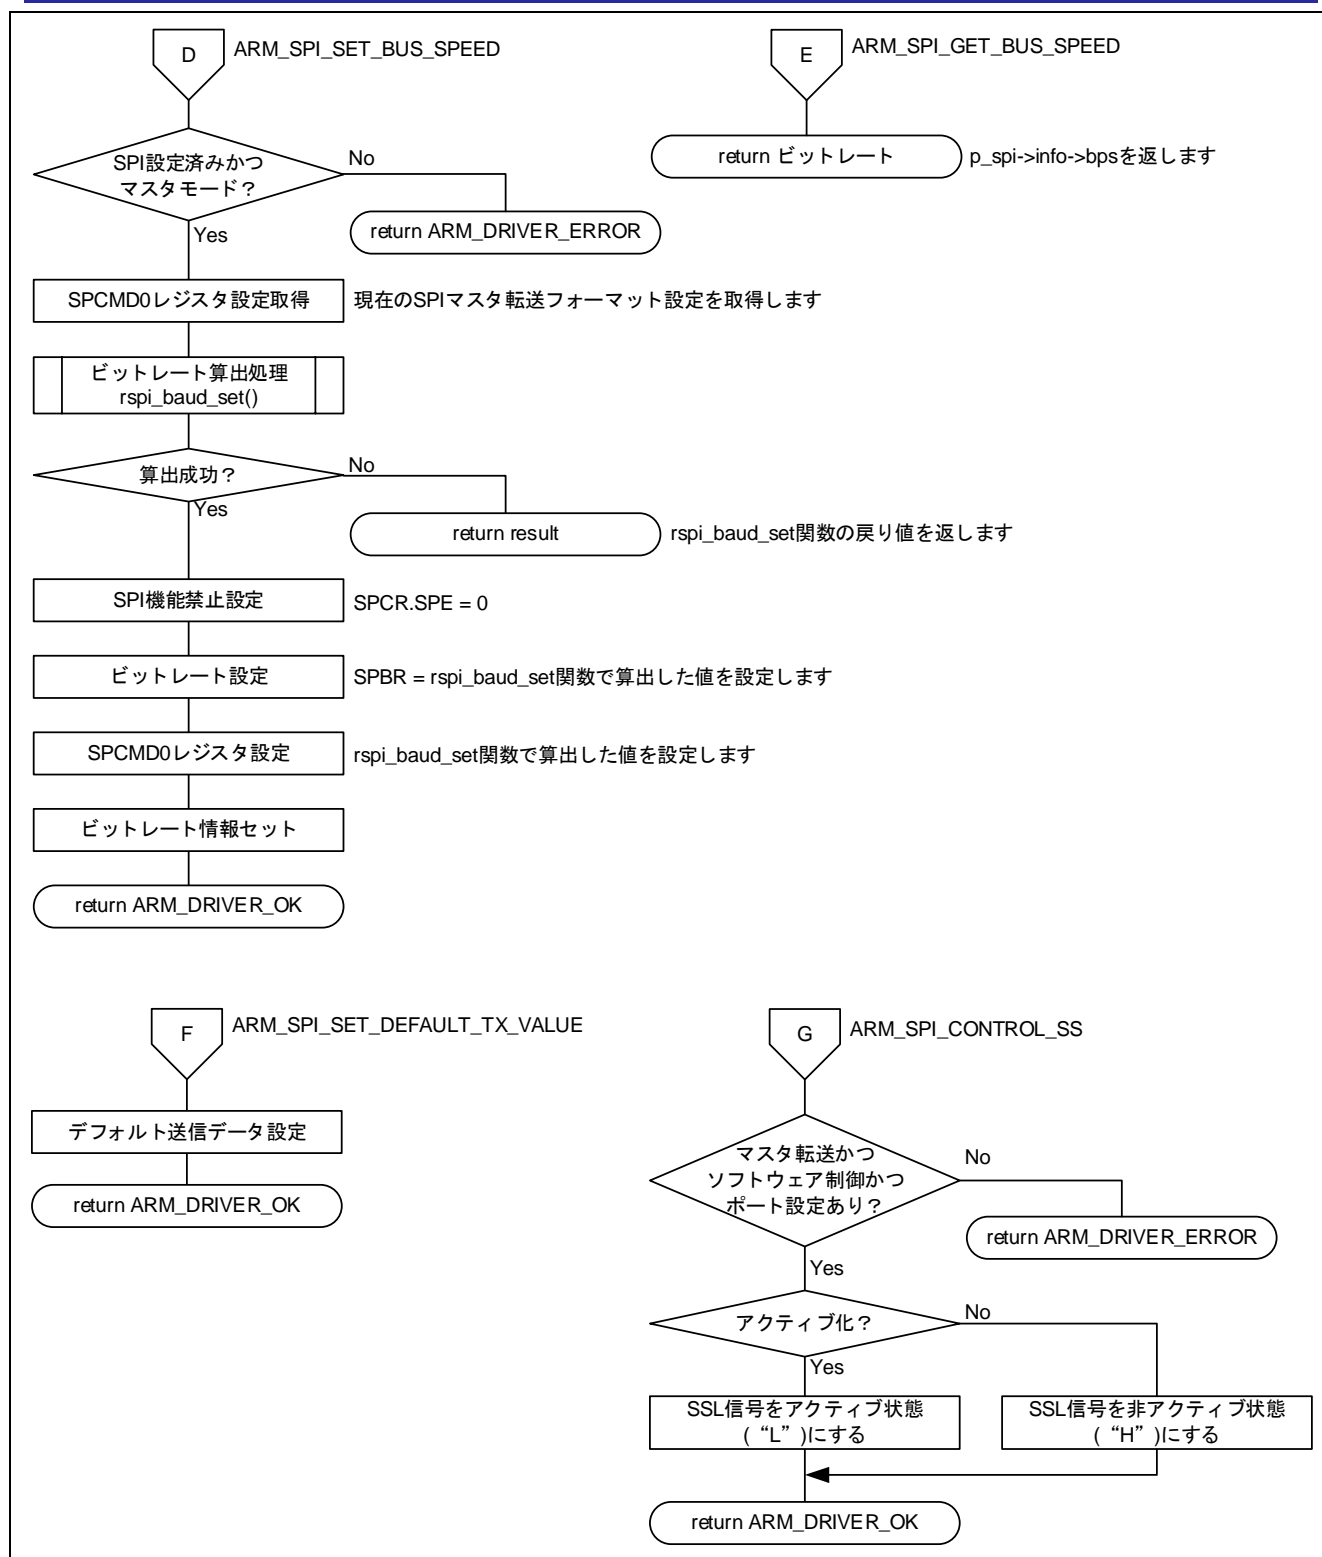 D
ARM_SPI_SET_BUS_SPEED
SPI設定済みかつ
マスタモード？
No
return ARM_DRIVER_ERROR
Yes
SPCMD0レジスタ設定取得
現在のSPIマスタ転送フォーマット設定を取得します
ビットレート算出処理
rspi_baud_set()
算出成功？
No
Yes
return result
rspi_baud_set関数の戻り値を返します
SPI機能禁止設定
SPCR.SPE = 0
ビットレート設定
SPBR = rspi_baud_set関数で算出した値を設定します
SPCMD0レジスタ設定
rspi_baud_set関数で算出した値を設定します
ビットレート情報セット
return ARM_DRIVER_OK
E
ARM_SPI_GET_BUS_SPEED
return ビットレート
p_spi->info->bpsを返します
F
ARM_SPI_SET_DEFAULT_TX_VALUE
デフォルト送信データ設定
return ARM_DRIVER_OK
G
ARM_SPI_CONTROL_SS
マスタ転送かつ
ソフトウェア制御かつ
ポート設定あり？
No
return ARM_DRIVER_ERROR
Yes
アクティブ化？
No
Yes
SSL信号をアクティブ状態
(“L”)にする
SSL信号を非アクティブ状態
(“H”)にする
return ARM_DRIVER_OK